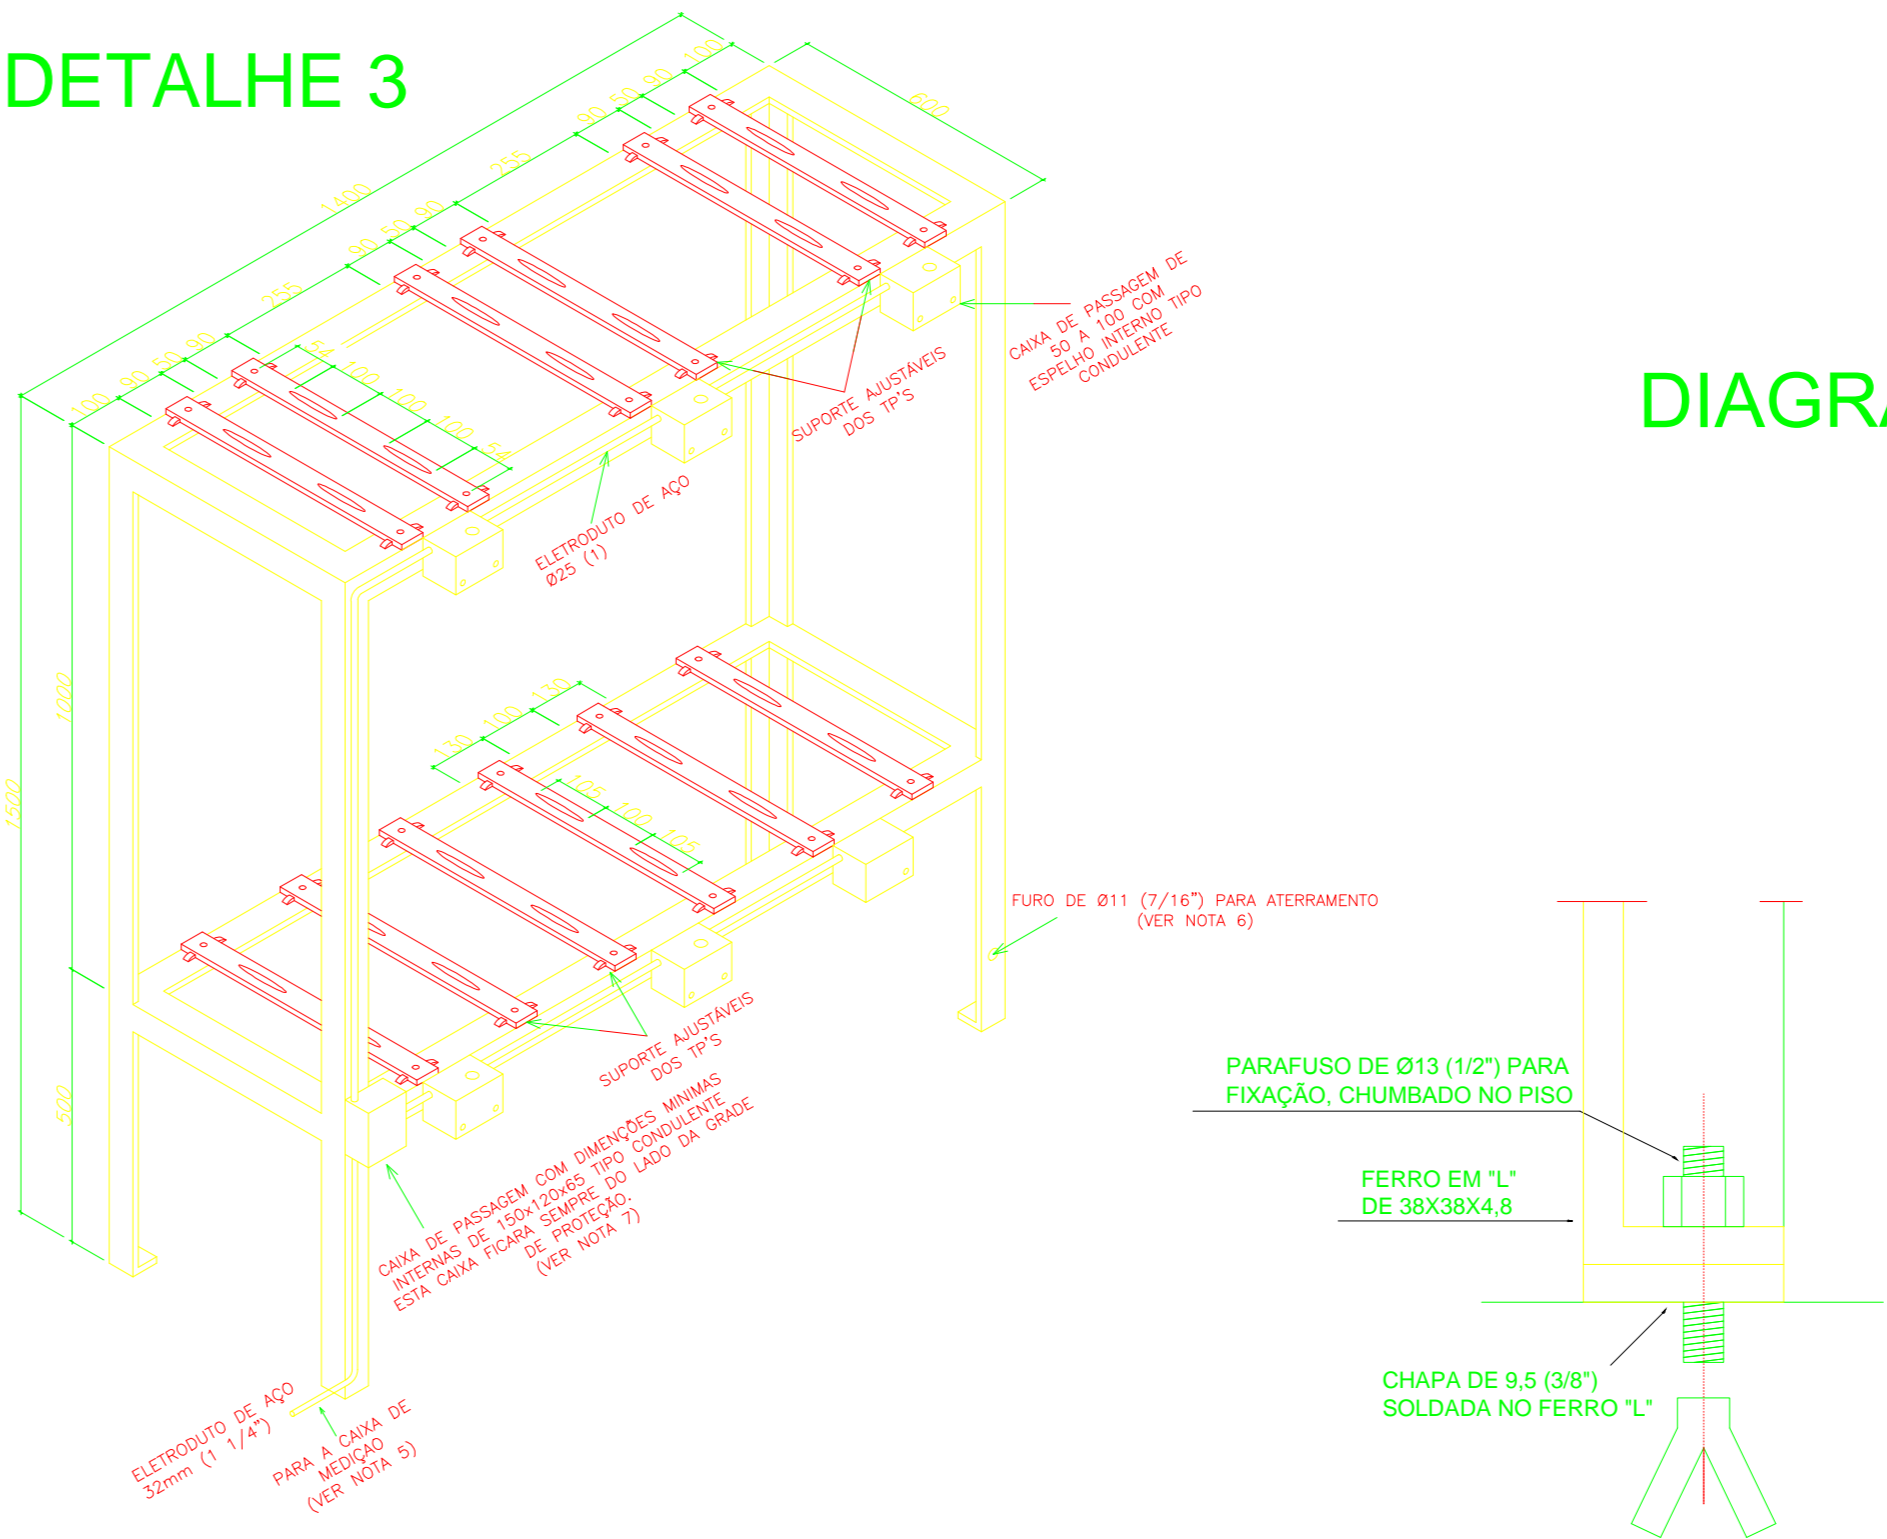 DETALHE 3
1400
100
90
50
90
255
90
50
90
255
90
50
90
100
600
54
100
100
100
54
1500
1000
500
130
100
130
105
100
105
CAIXA DE PASSAGEM DE
50 A 100 COM
ESPELHO INTERNO TIPO
CONDULENTE
SUPORTE AJUSTÁVEIS
DOS TP'S
ELETRODUTO DE AÇO
Ø25 (1)
DIAGRA
FURO DE Ø11 (7/16") PARA ATERRAMENTO
(VER NOTA 6)
SUPORTE AJUSTÁVEIS
DOS TP'S
CAIXA DE PASSAGEM COM DIMENÇÕES MINIMAS
INTERNAS DE 150x120x65 TIPO CONDULENTE
ESTA CAIXA FICARA SEMPRE DO LADO DA GRADE
DE PROTEÇÃO.
(VER NOTA 7)
ELETRODUTO DE AÇO
32mm (1 1/4")
PARA A CAIXA DE
MEDIÇAO
(VER NOTA 5)
PARAFUSO DE Ø13 (1/2") PARA
FIXAÇÃO, CHUMBADO NO PISO
FERRO EM "L"
DE 38X38X4,8
CHAPA DE 9,5 (3/8")
SOLDADA NO FERRO "L"